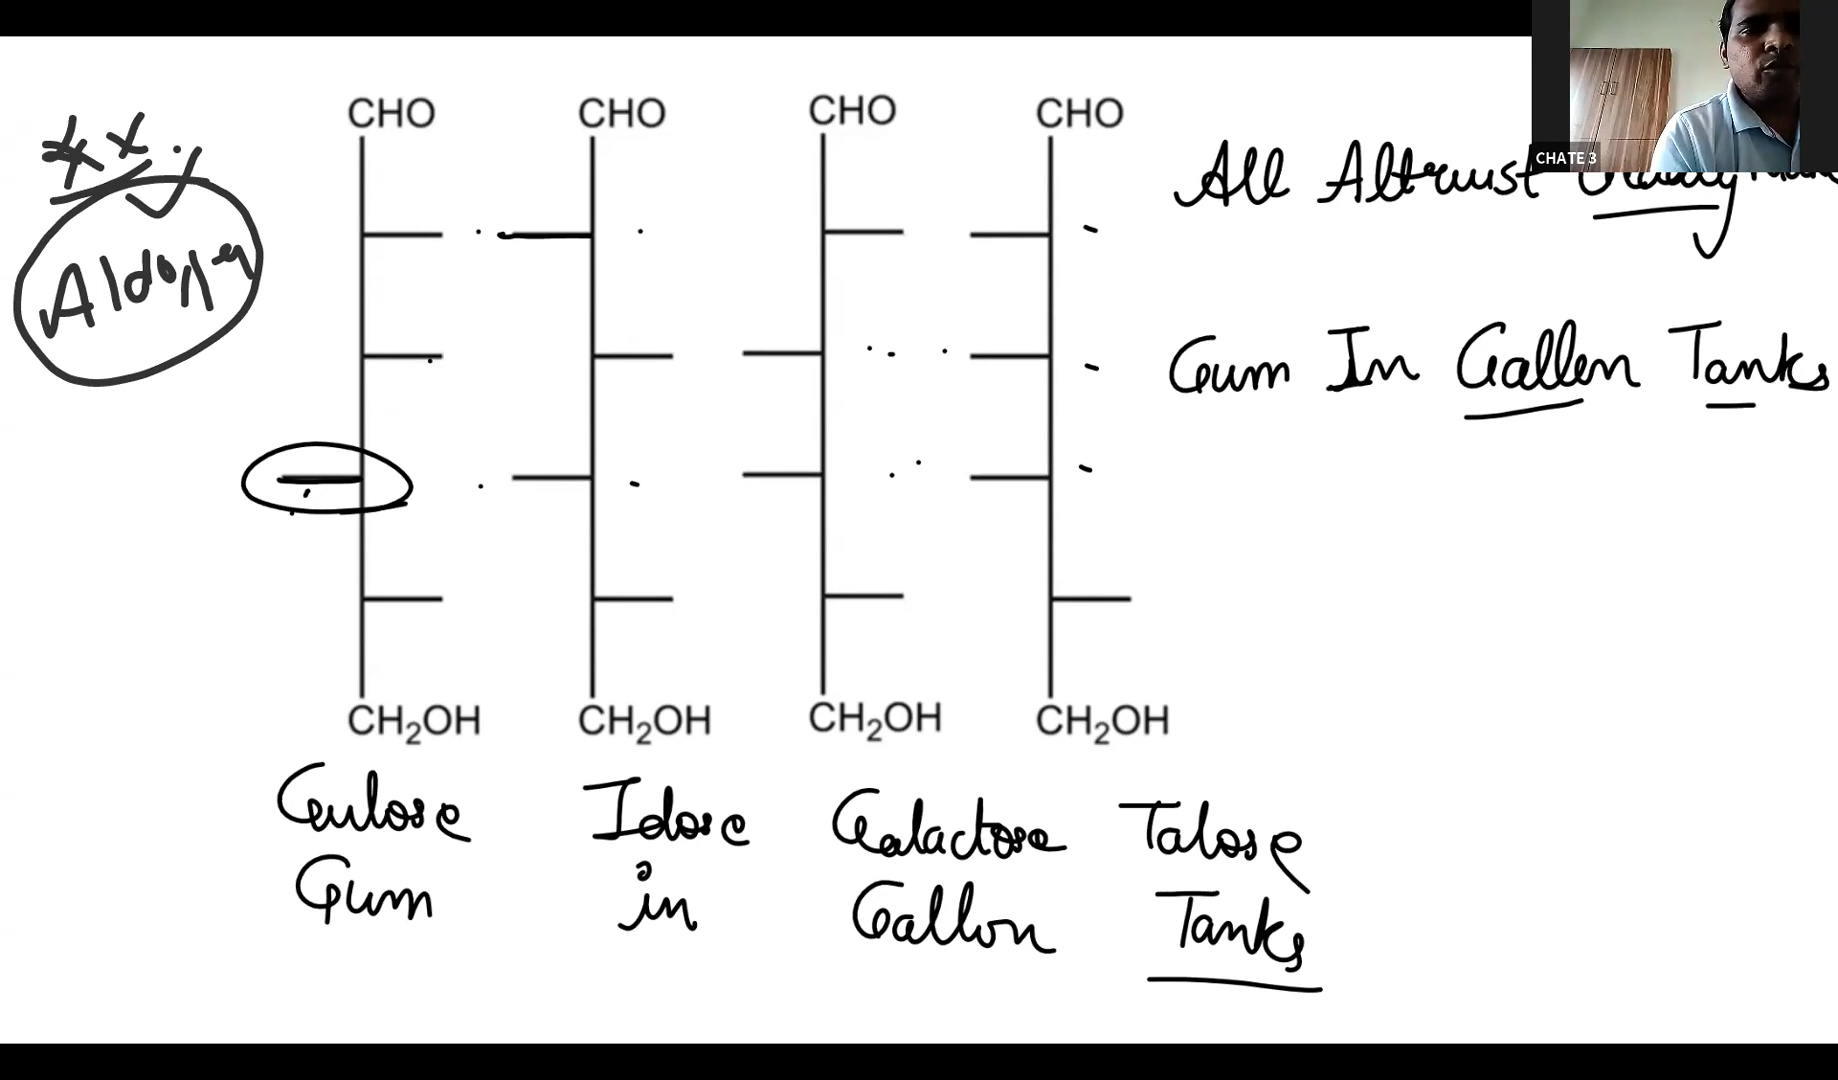 CHO CHO CHO CHO
CHATE 3
All Altruist
Aldohex
Gum In Gallen Tanks
CH₂OH CH₂OH CH₂OH CH₂OH
Gulose Idose Galactose Talose
Gum in Gallon Tanks